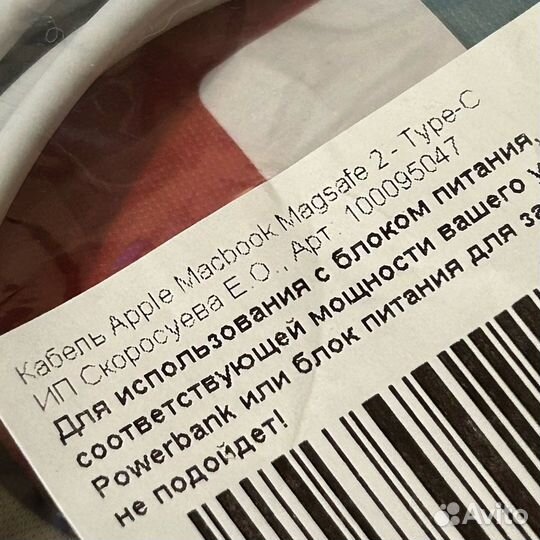 Кабель Apple Macbook Magsafe 2 - Type-C
ИП Скоросуева Е.О., Арт. 100095047
Для использования с блоком питания,
соответствующей мощности вашего
Powerbank или блок питания для
не подойдет!
Avito